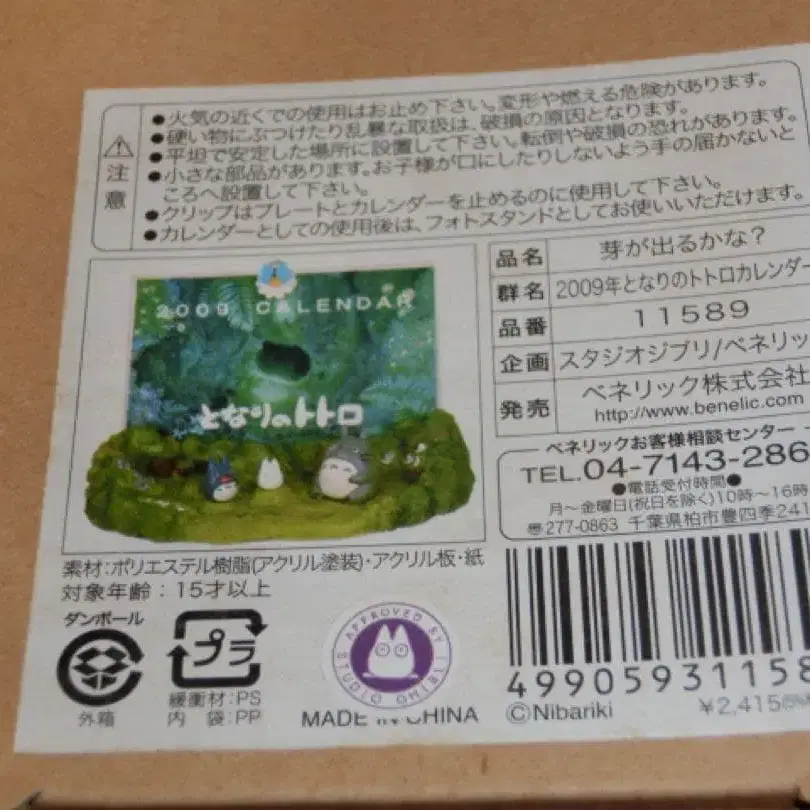 注意
●火気の近くでの使用はお止め下さい。変形や燃える危険があります。
●硬い物にぶつけたり乱暴な取扱は、破損の原因となります。
●平坦で安定した場所に設置して下さい。転倒や破損の恐れがあります。
●小さな部品があります。お子様が口にしたりしないよう手の届かないと
ころへ設置して下さい。
●クリップはプレートとカレンダーを止めるのに使用して下さい。
●カレンダーとしての使用後は、フォトスタンドとしてお使いいただけます。
2009 CALENDAR
となりのトトロ
品名 芽が出るかな?
群名 2009年となりのトトロカレンダー
品番 11589
企画 スタジオジブリ/ベネリッ
発売 ベネリック株式会社
http://www.benelic.com
ベネリックお客様相談センター
TEL.04-7143-286
●電話受付時間●
月～金曜日(祝日を除く)10時～16時
〠277-0863 千葉県柏市豊四季241
素材:ポリエステル樹脂(アクリル塗装)・アクリル板・紙
対象年齢:15才以上
ダンボール
外箱
プラ
緩衝材:PS
内 袋:PP
APPROVED BY
STUDIO GHIBLI
MADE IN CHINA
49905931158
©Nibariki
¥2,415